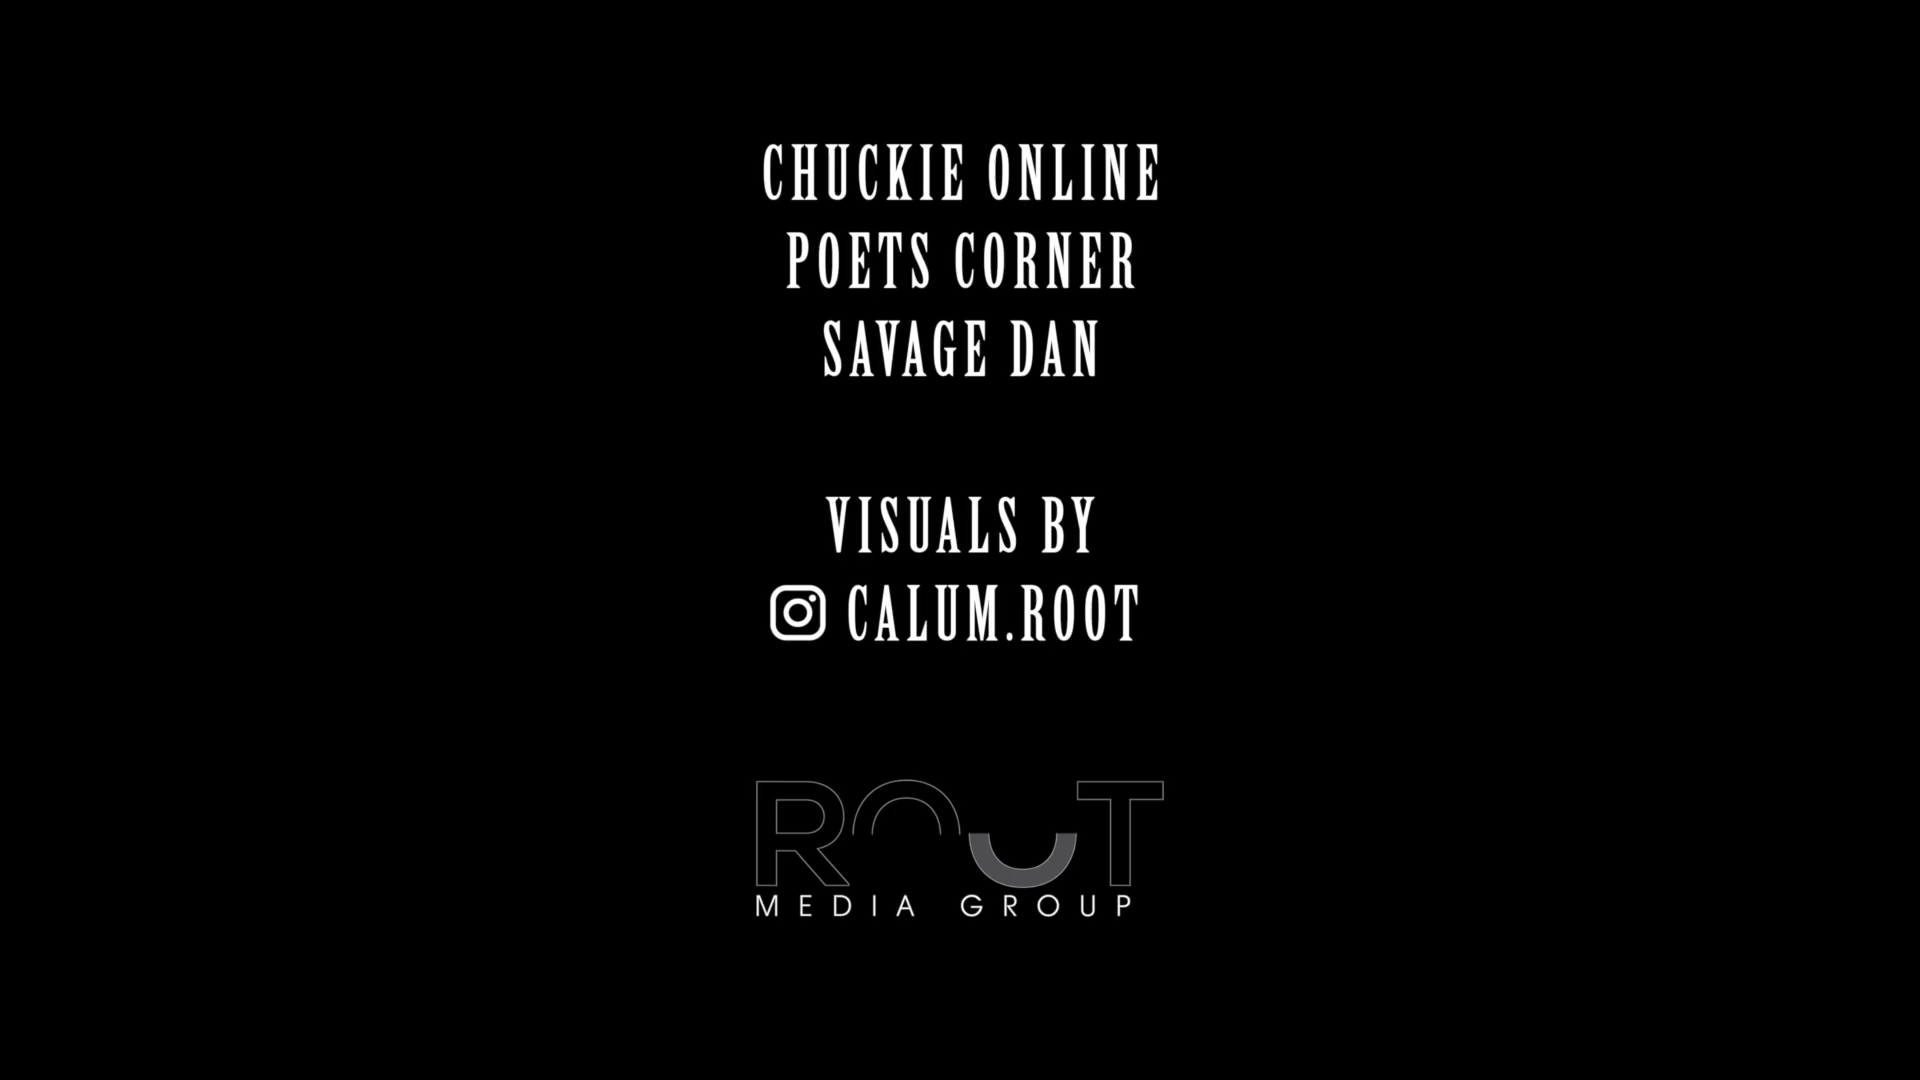 CHUCKIE ONLINE
POETS CORNER
SAVAGE DAN
VISUALS BY
CALUM.ROOT
ROOT
MEDIA GROUP